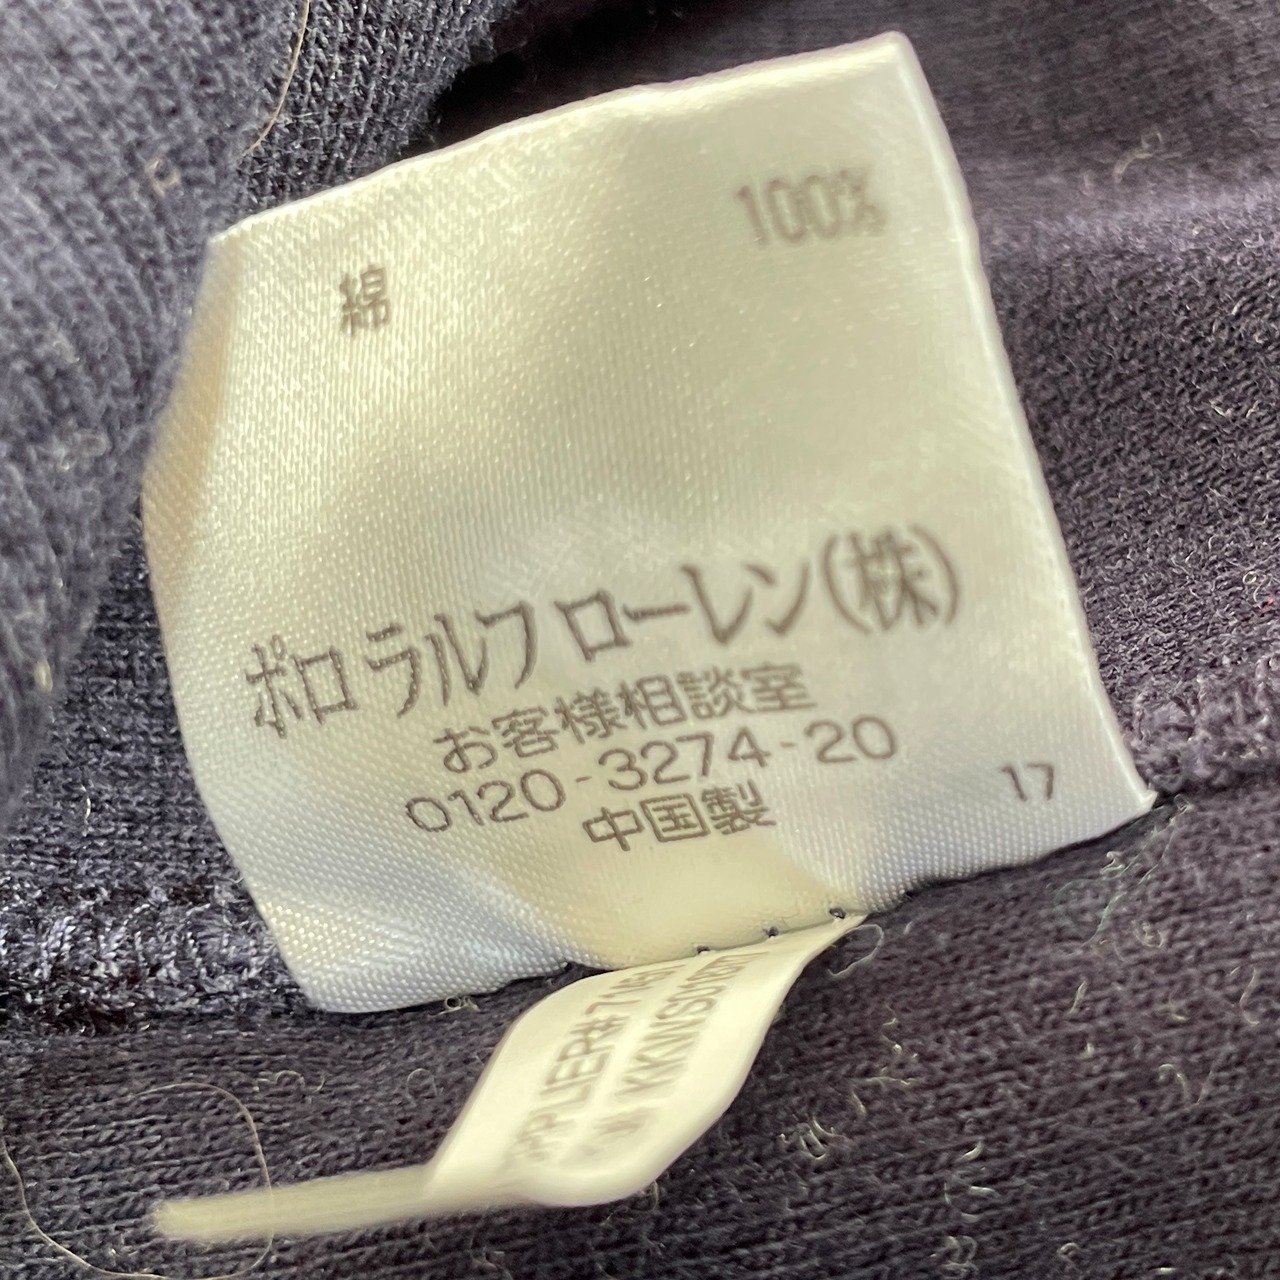 綿 100%
ポロ ラルフ ローレン(株)
お客様相談室
0120-3274-20
中国製 17